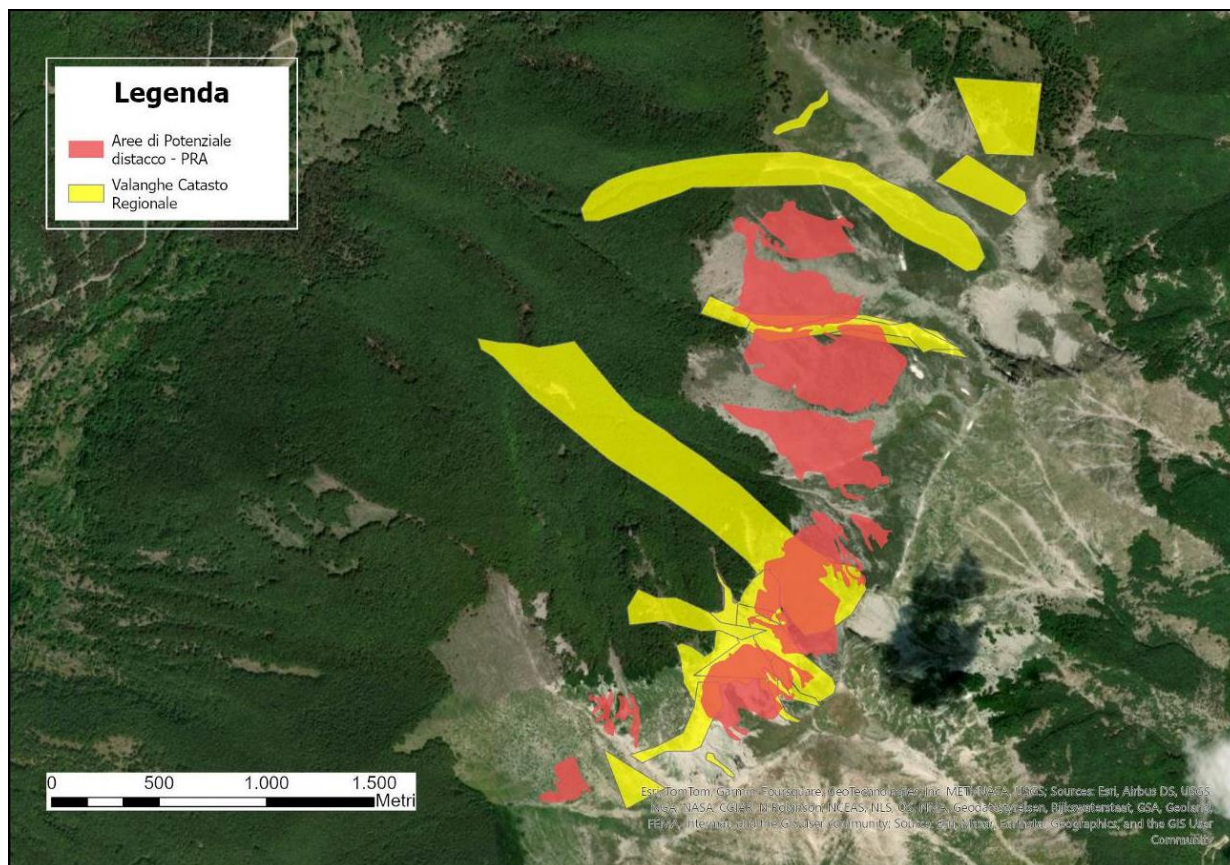 Legenda
Aree di Potenziale
distacco - PRA
Valanghe Catasto
Regionale
0 500 1.000 1.500
Metri
Esri, TomTom, Garmin, Foursquare, GeoTechnologies, Inc, METI/NASA, USGS; Sources: Esri, Airbus DS, USGS,
NGA, NASA, CGIAR, N Robinson, NCEAS, NLS, OS, NMA, Geodatastyrelsen, Rijkswaterstaat, GSA, Geoland,
FEMA, Intermap and the GIS user community; Source: Esri, Maxar, Earthstar Geographics, and the GIS User
Community